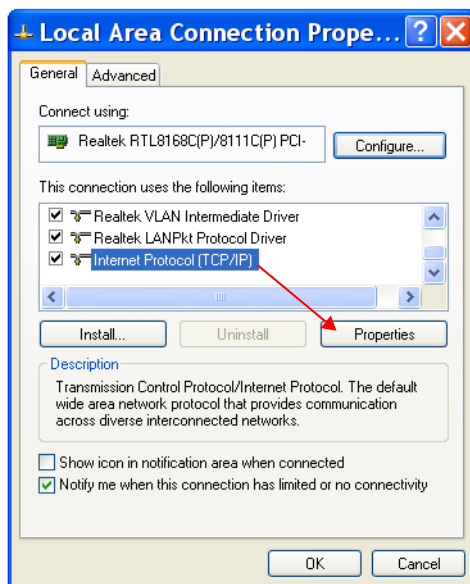 Local Area Connection Prope...
General
Advanced
Connect using:
Realtek RTL8168C(P)/8111C(P) PCI-
Configure...
This connection uses the following items:
Realtek VLAN Intermediate Driver
Realtek LANPkt Protocol Driver
Internet Protocol (TCP/IP)
Install...
Uninstall
Properties
Description
Transmission Control Protocol/Internet Protocol. The default
wide area network protocol that provides communication
across diverse interconnected networks.
Show icon in notification area when connected
Notify me when this connection has limited or no connectivity
OK
Cancel